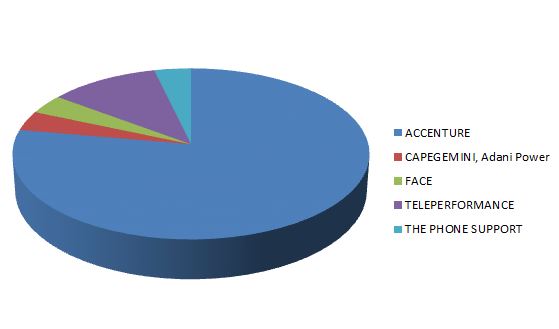 ACCENTURE
CAPEGEMINI, Adani Power
FACE
TELEPERFORMANCE
THE PHONE SUPPORT